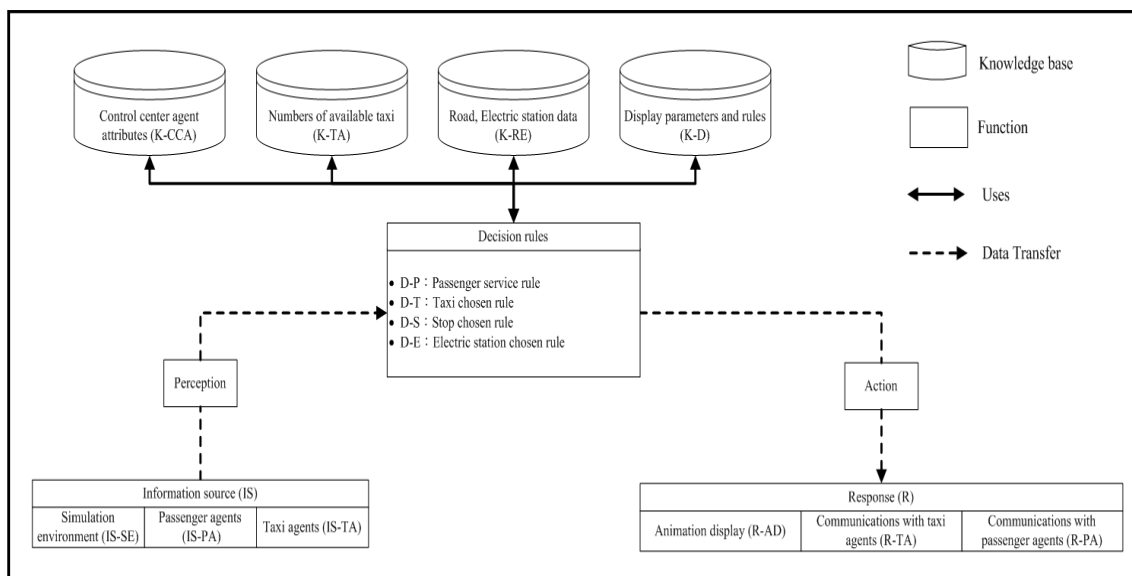 Control center agent
attributes (K-CCA)
Numbers of available taxi
(K-TA)
Road, Electric station data
(K-RE)
Display parameters and rules
(K-D)
Knowledge base
Function
Uses
Data Transfer
Decision rules
• D-P：Passenger service rule
• D-T：Taxi chosen rule
• D-S：Stop chosen rule
• D-E：Electric station chosen rule
Perception
Action
Information source (IS)
Simulation
environment (IS-SE)
Passenger agents
(IS-PA)
Taxi agents (IS-TA)
Response (R)
Animation display (R-AD)
Communications with taxi
agents (R-TA)
Communications with
passenger agents (R-PA)